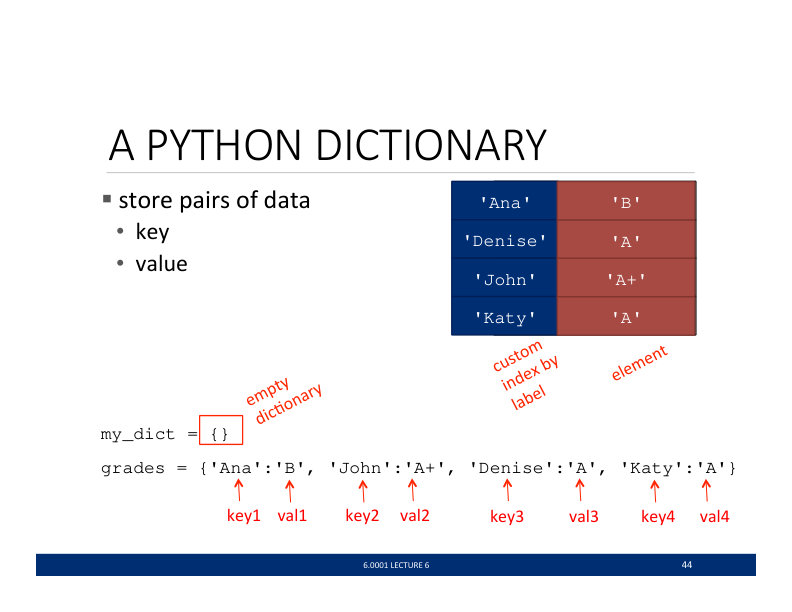 A PYTHON DICTIONARY
▪ store pairs of data
• key
• value
'Ana' 'B'
'Denise' 'A'
'John' 'A+'
'Katy' 'A'
custom
index by
label
element
empty
dictionary
my_dict = {}
grades = {'Ana':'B', 'John':'A+', 'Denise':'A', 'Katy':'A'}
key1 val1 key2 val2 key3 val3 key4 val4
6.0001 LECTURE 6 44